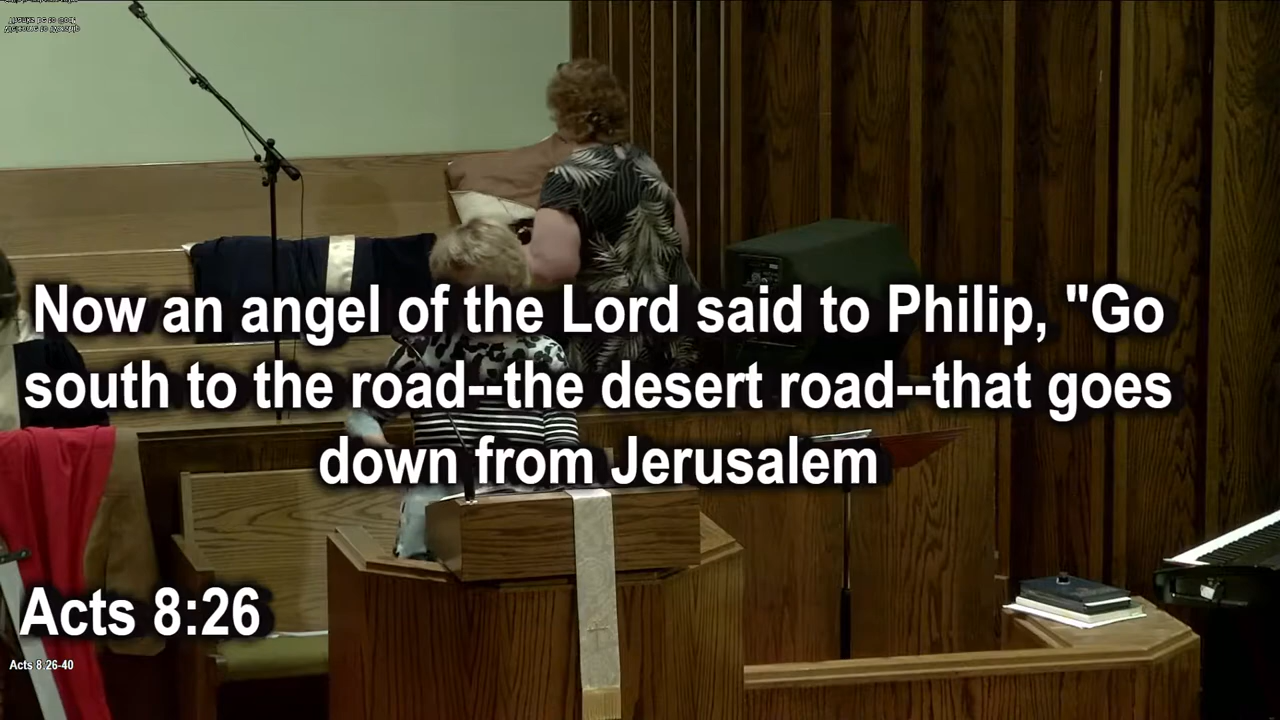 Now an angel of the Lord said to Philip, "Go
south to the road--the desert road--that goes
down from Jerusalem
Acts 8:26
Acts 8:26-40